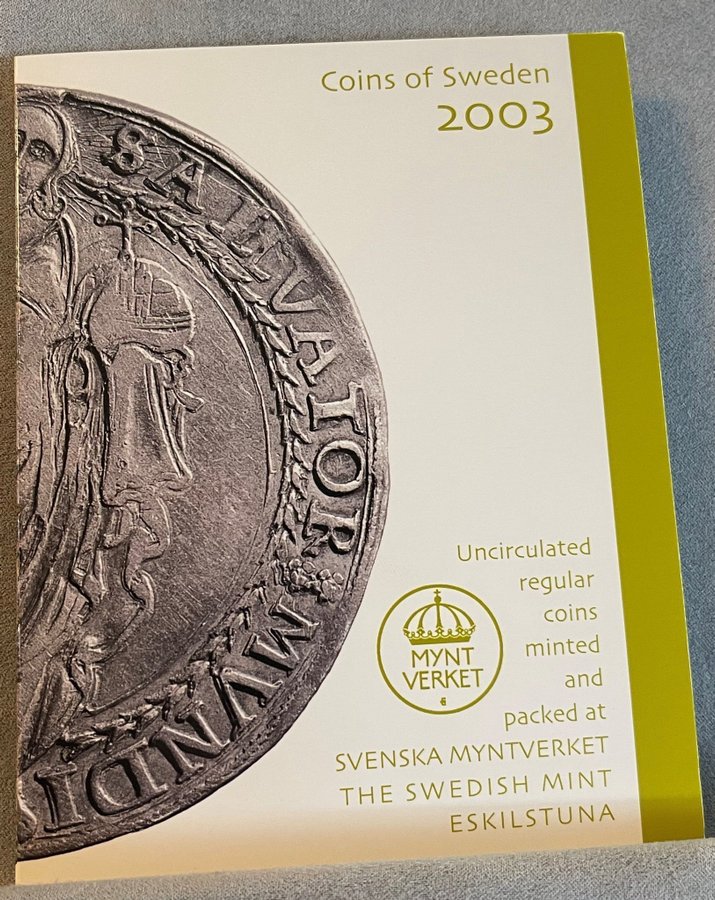 Coins of Sweden
2003
SALVATOR MVNDI
Uncirculated
regular
coins
minted
and
packed at
SVENSKA MYNTVERKET
THE SWEDISH MINT
ESKILSTUNA
MYNT
VERKET